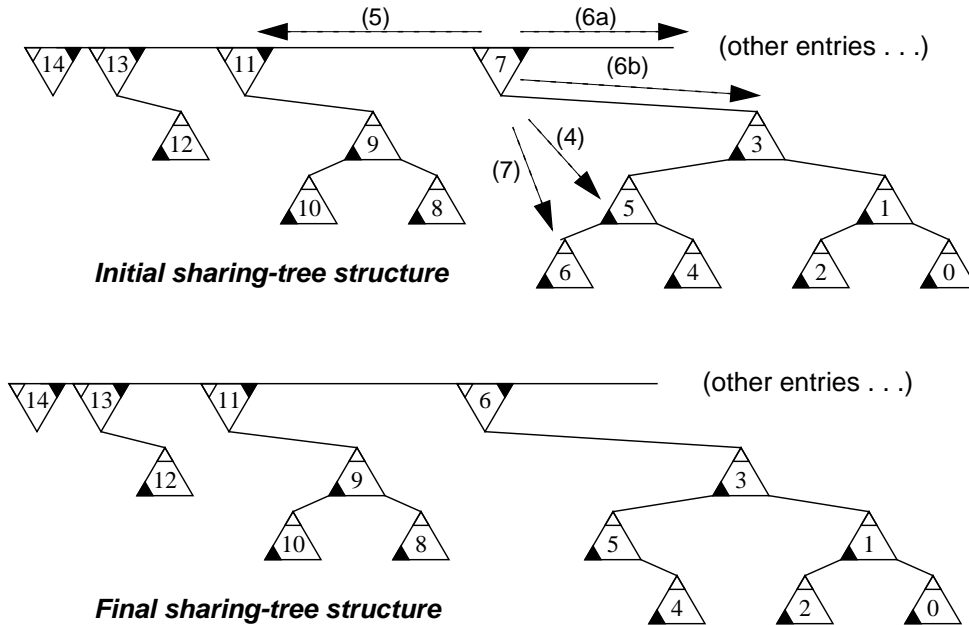 (5) (6a)
14 13 11 7 (other entries . . .)
(6b)
12 9 (4) 3
(7)
10 8 5 1
Initial sharing-tree structure
6 4 2 0
14 13 11 6 (other entries . . .)
12 9 3
10 8 5 1
Final sharing-tree structure
4 2 0